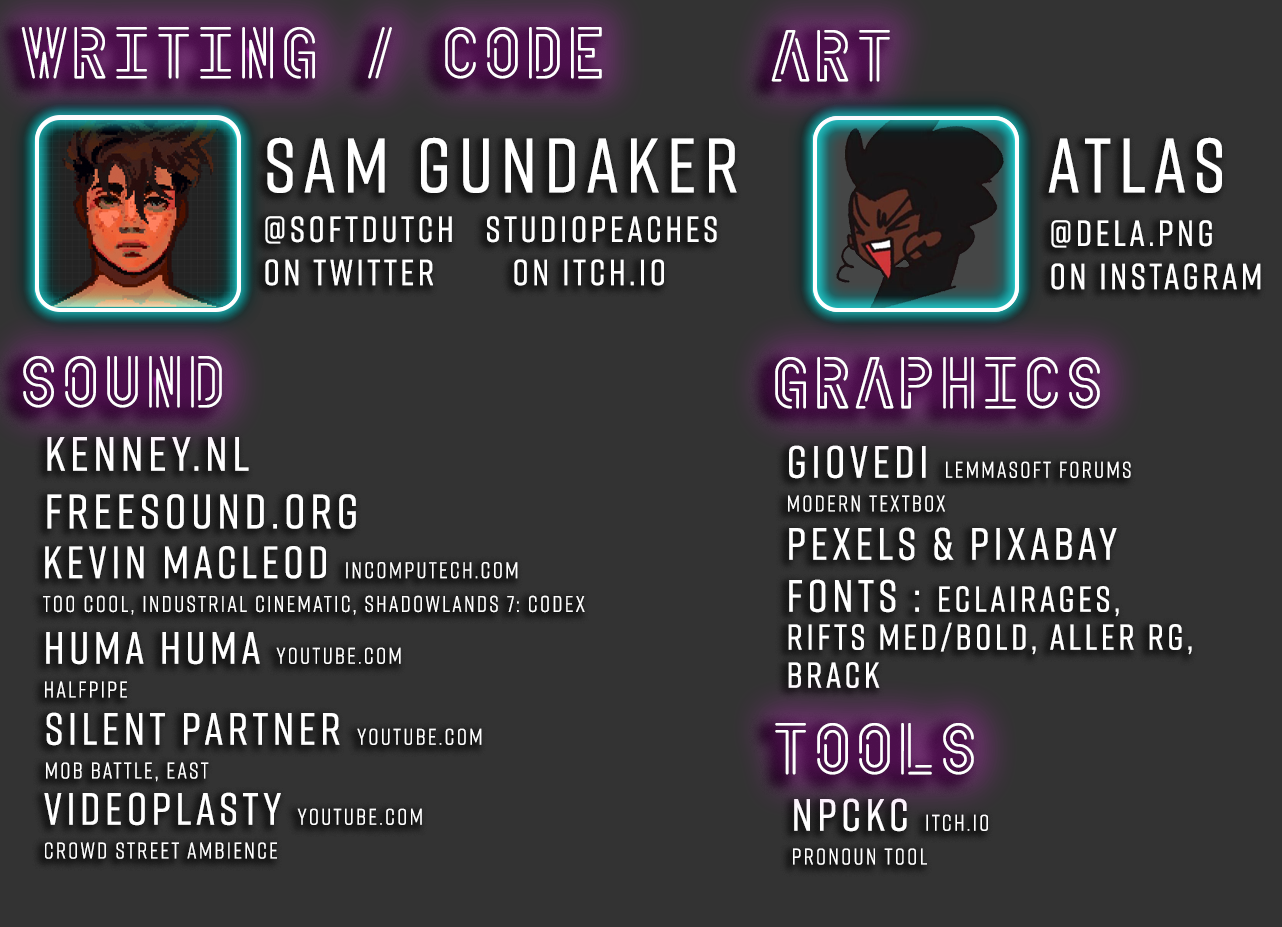 WRITING / CODE
SAM GUNDAKER
@SOFTDUTCH
ON TWITTER
STUDIOPEACHES
ON ITCH.IO
ART
ATLAS
@DELA.PNG
ON INSTAGRAM
SOUND
KENNEY.NL
FREESOUND.ORG
KEVIN MACLEOD INCOMPUTECH.COM
TOO COOL, INDUSTRIAL CINEMATIC, SHADOWLANDS 7: CODEX
HUMA HUMA YOUTUBE.COM
HALFPIPE
SILENT PARTNER YOUTUBE.COM
MOB BATTLE, EAST
VIDEOPLASTY YOUTUBE.COM
CROWD STREET AMBIENCE
GRAPHICS
GIOVEDI LEMMASOFT FORUMS
MODERN TEXTBOX
PEXELS & PIXABAY
FONTS : ECLAIRAGES,
RIFTS MED/BOLD, ALLER RG,
BRACK
TOOLS
NPCKC ITCH.IO
PRONOUN TOOL